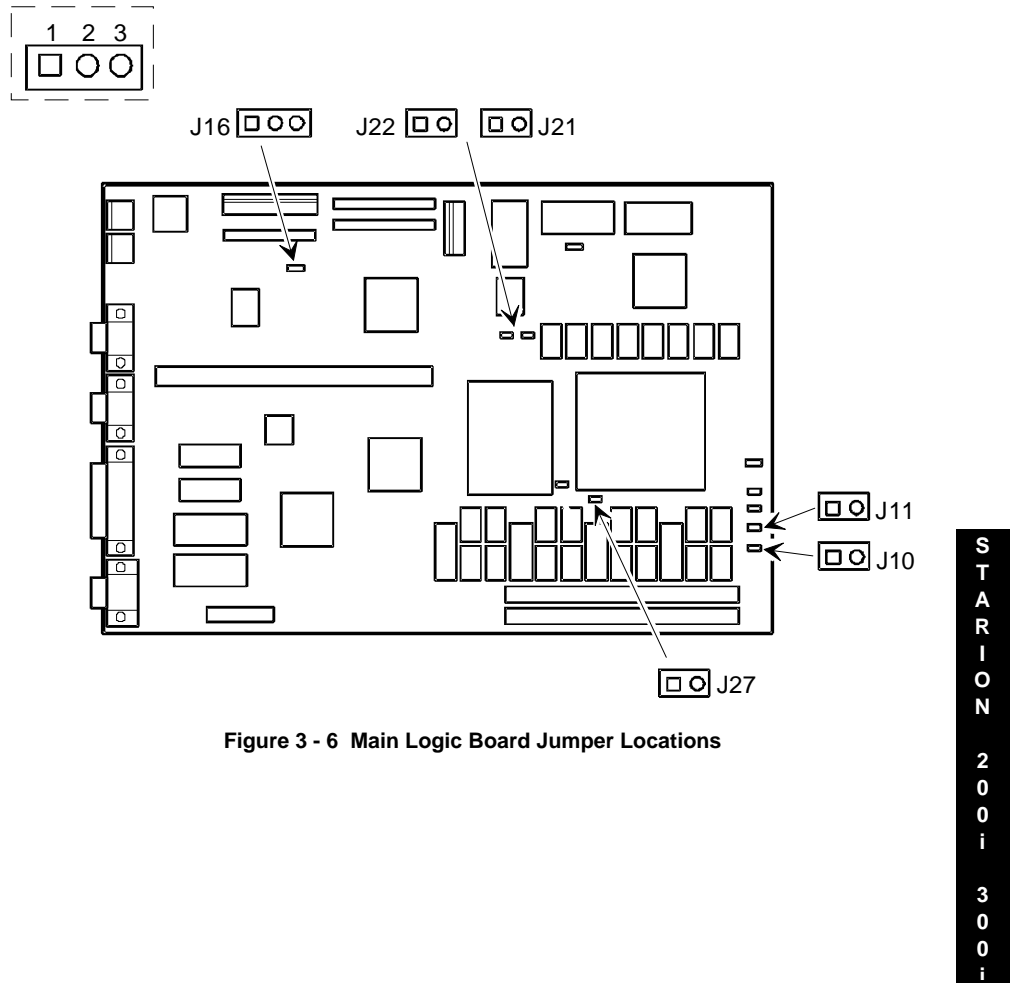 1 2 3
J16
J22
J21
J11
J10
J27
Figure 3 - 6 Main Logic Board Jumper Locations
STARION 200i 300i